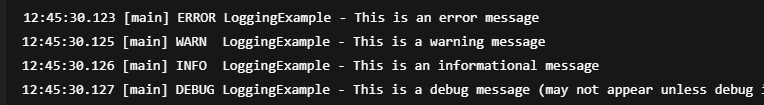 12:45:30.123 [main] ERROR LoggingExample - This is an error message
12:45:30.125 [main] WARN  LoggingExample - This is a warning message
12:45:30.126 [main] INFO  LoggingExample - This is an informational message
12:45:30.127 [main] DEBUG LoggingExample - This is a debug message (may not appear unless debug